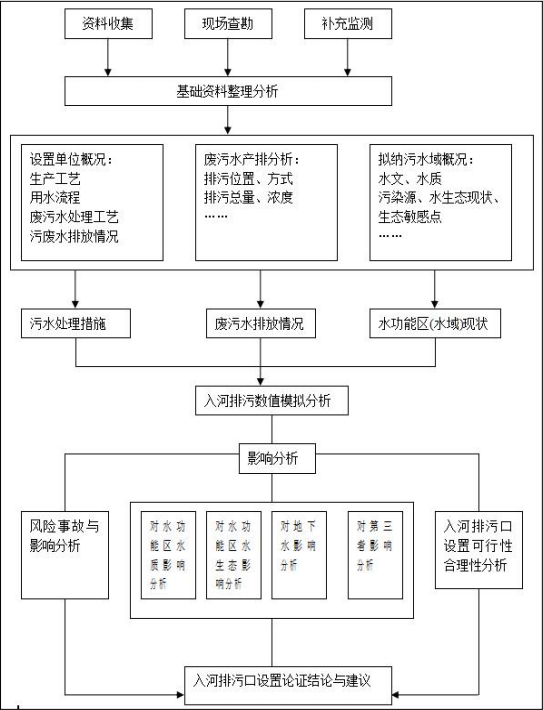 资料收集
现场查勘
补充监测
基础资料整理分析
设置单位概况：
生产工艺
用水流程
废污水处理工艺
污废水排放情况
废污水产排分析：
排污位置、方式
排污总量、浓度
……
拟纳污水域概况：
水文、水质
污染源、水生态现状、
生态敏感点
……
污水处理措施
废污水排放情况
水功能区(水域)现状
入河排污数值模拟分析
影响分析
风险事故与
影响分析
对水功
能区水
质影响
分析
对水功
能区水
生态影
响分析
对地下
水影响
分析
对第三
者影响
分析
入河排污口
设置可行性
合理性分析
入河排污口设置论证结论与建议